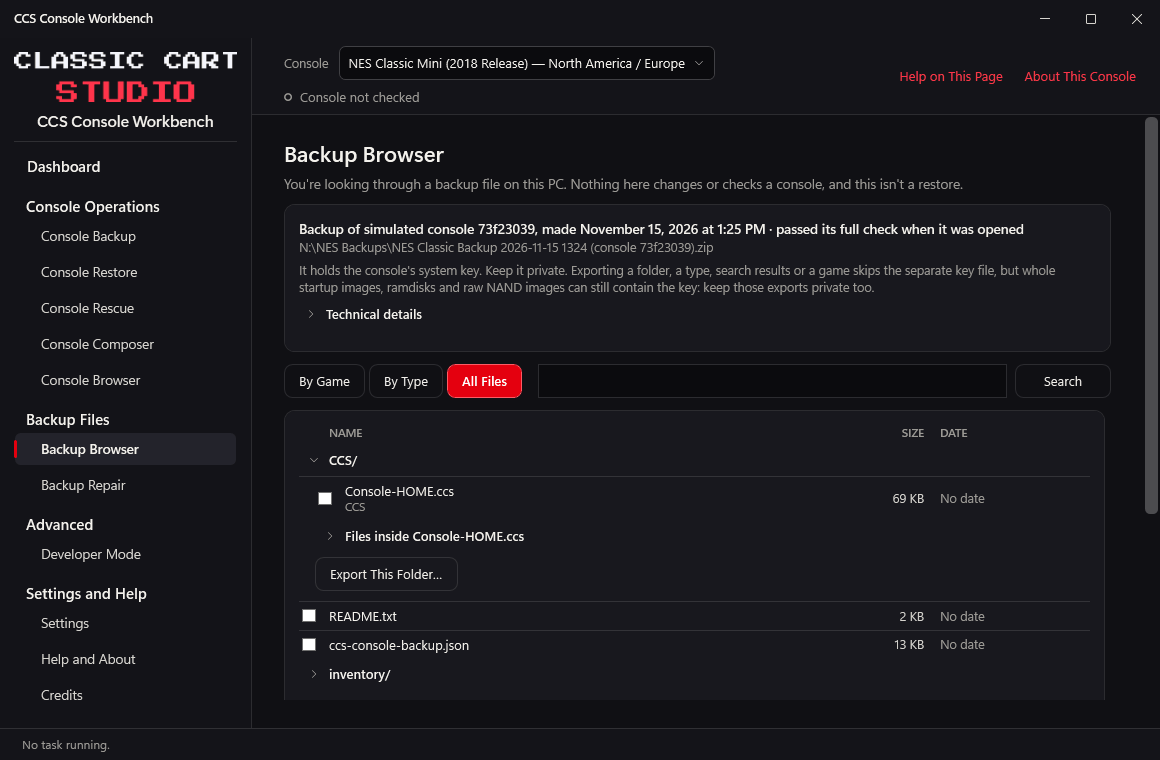 CCS Console Workbench
CLASSIC CART
STUDIO
CCS Console Workbench
Dashboard
Console Operations
Console Backup
Console Restore
Console Rescue
Console Composer
Console Browser
Backup Files
Backup Browser
Backup Repair
Advanced
Developer Mode
Settings and Help
Settings
Help and About
Credits
Console
NES Classic Mini (2018 Release) — North America / Europe
Console not checked
Help on This Page
About This Console
Backup Browser
You're looking through a backup file on this PC. Nothing here changes or checks a console, and this isn't a restore.
Backup of simulated console 73f23039, made November 15, 2026 at 1:25 PM · passed its full check when it was opened
N:\NES Backups\NES Classic Backup 2026-11-15 1324 (console 73f23039).zip
It holds the console's system key. Keep it private. Exporting a folder, a type, search results or a game skips the separate key file, but whole
startup images, ramdisks and raw NAND images can still contain the key: keep those exports private too.
Technical details
By Game
By Type
All Files
Search
NAME SIZE DATE
CCS/
Console-HOME.ccs 69 KB No date
CCS
Files inside Console-HOME.ccs
Export This Folder...
README.txt 2 KB No date
ccs-console-backup.json 13 KB No date
inventory/
No task running.